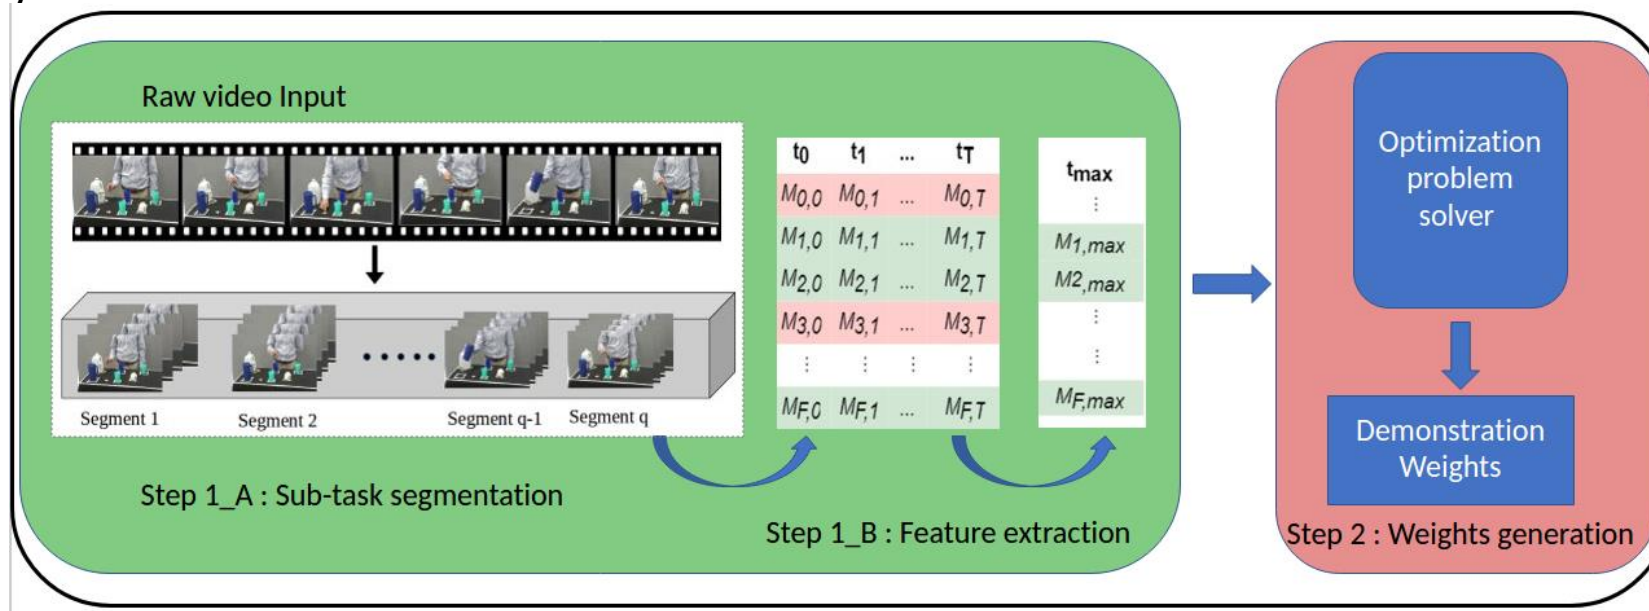 Raw video Input
Segment 1
Segment 2
Segment q-1
Segment q
Step 1_A : Sub-task segmentation
t0 t1 ... tT
M0,0 M0,1 ... M0,T
M1,0 M1,1 ... M1,T
M2,0 M2,1 ... M2,T
M3,0 M3,1 ... M3,T
⋮ ⋮ ⋮ ⋮
MF,0 MF,1 ... MF,T
tmax
⋮
M1,max
M2,max
⋮
⋮
MF,max
Step 1_B : Feature extraction
Optimization
problem
solver
Demonstration
Weights
Step 2 : Weights generation